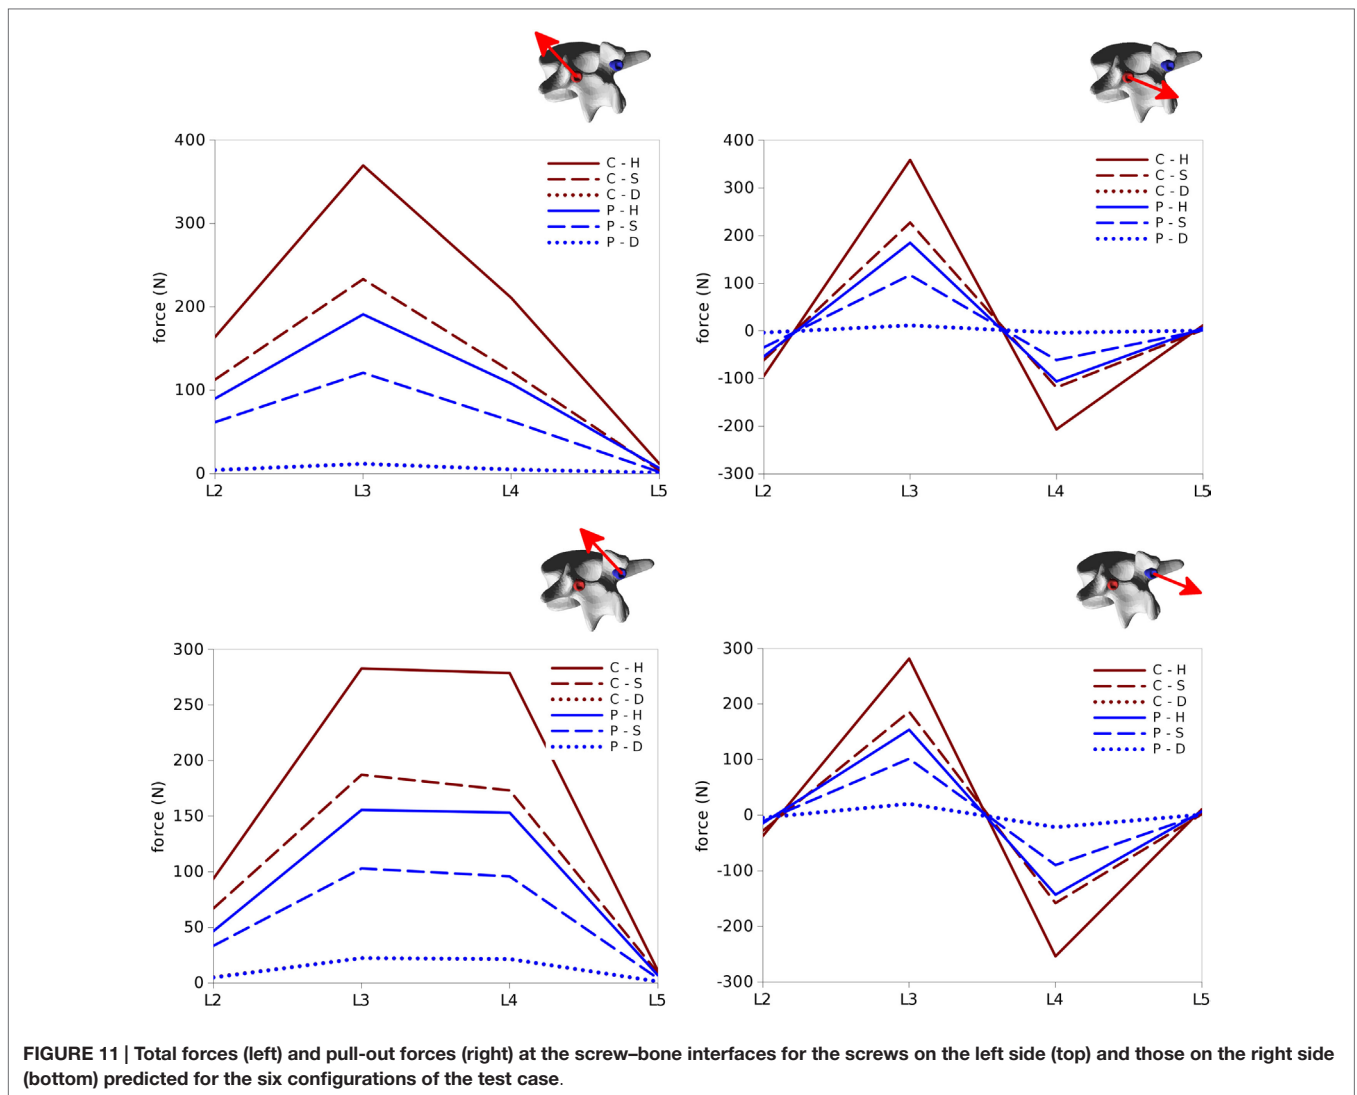 400
300
200
100
0
force (N)
L2
L3
L4
L5
C - H
C - S
C - D
P - H
P - S
P - D
400
300
200
100
0
-100
-200
-300
force (N)
L2
L3
L4
L5
C - H
C - S
C - D
P - H
P - S
P - D
300
250
200
150
100
50
0
force (N)
L2
L3
L4
L5
C - H
C - S
C - D
P - H
P - S
P - D
300
200
100
0
-100
-200
-300
force (N)
L2
L3
L4
L5
C - H
C - S
C - D
P - H
P - S
P - D
FIGURE 11 | Total forces (left) and pull-out forces (right) at the screw–bone interfaces for the screws on the left side (top) and those on the right side
(bottom) predicted for the six configurations of the test case.